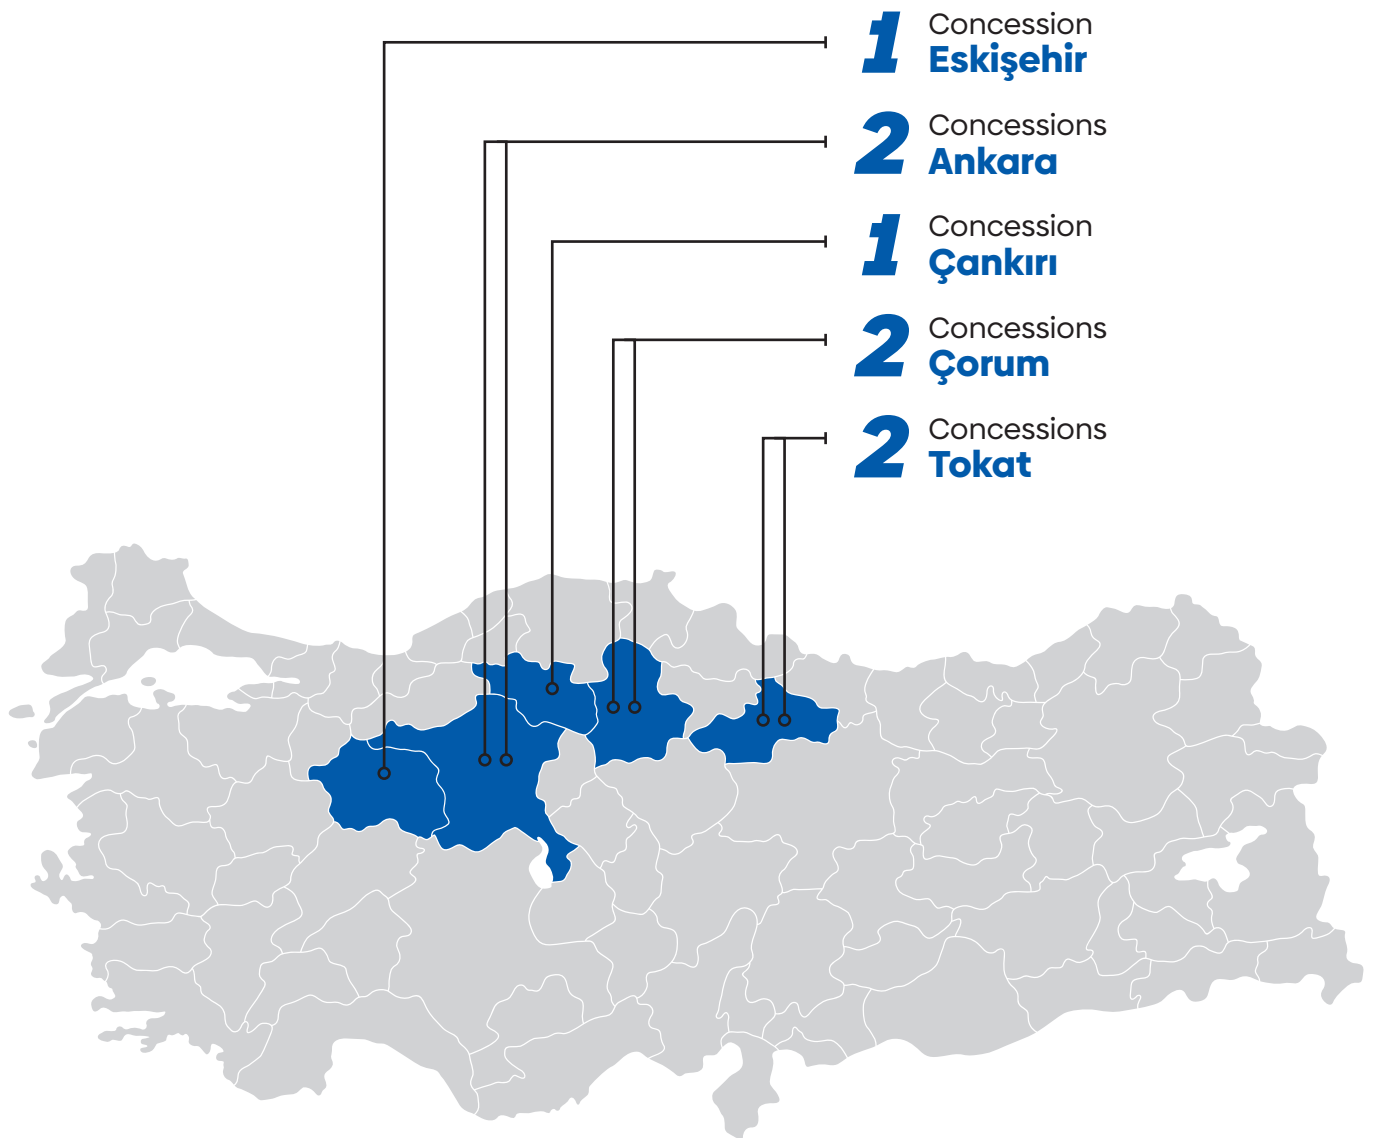 1 Concession
Eskişehir
2 Concessions
Ankara
1 Concession
Çankırı
2 Concessions
Çorum
2 Concessions
Tokat